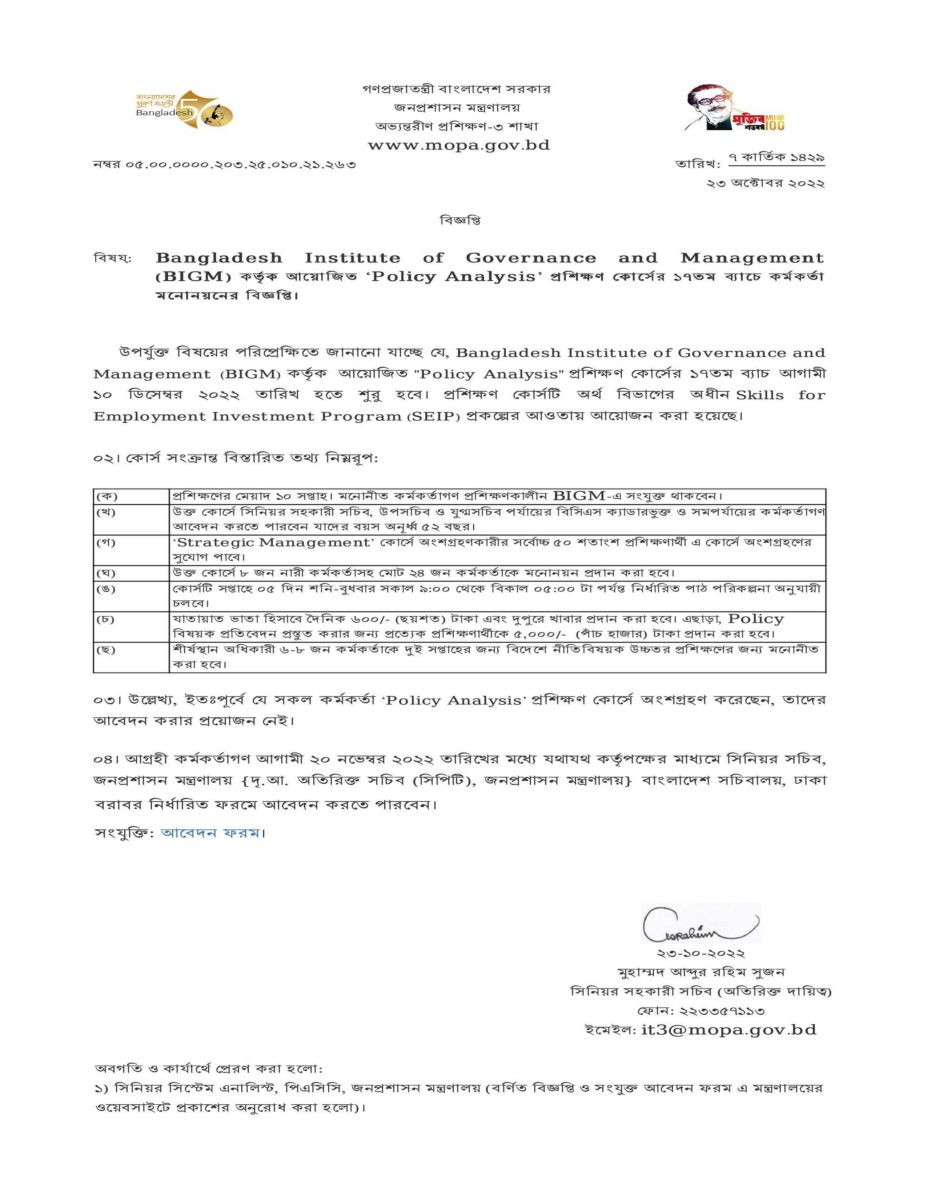 গণপ্রজাতন্ত্রী বাংলাদেশ সরকার
জনপ্রশাসন মন্ত্রণালয়
অভ্যন্তরীণ প্রশিক্ষণ-৩ শাখা
www.mopa.gov.bd
বাংলাদেশের
সুবর্ণ জয়ন্তী
Bangladesh 50
মুজিব
শতবর্ষ
MUJIB
100
নম্বর ০৫.০০.০০০০.২০৩.২৫.০১০.২১.২৬৩
তারিখ: ৭ কার্তিক ১৪২৯
২৩ অক্টোবর ২০২২
বিজ্ঞপ্তি
বিষয়: Bangladesh Institute of Governance and Management
(BIGM) কর্তৃক আয়োজিত ‘Policy Analysis’ প্রশিক্ষণ কোর্সের ১৭তম ব্যাচে কর্মকর্তা
মনোনয়নের বিজ্ঞপ্তি।
উপর্যুক্ত বিষয়ের পরিপ্রেক্ষিতে জানানো যাচ্ছে যে, Bangladesh Institute of Governance and
Management (BIGM) কর্তৃক আয়োজিত "Policy Analysis" প্রশিক্ষণ কোর্সের ১৭তম ব্যাচ আগামী
১০ ডিসেম্বর ২০২২ তারিখ হতে শুরু হবে। প্রশিক্ষণ কোর্সটি অর্থ বিভাগের অধীন Skills for
Employment Investment Program (SEIP) প্রকল্পের আওতায় আয়োজন করা হয়েছে।
০২। কোর্স সংক্রান্ত বিস্তারিত তথ্য নিম্নরূপ:
(ক) প্রশিক্ষণের মেয়াদ ১০ সপ্তাহ। মনোনীত কর্মকর্তাগণ প্রশিক্ষণকালীন BIGM-এ সংযুক্ত থাকবেন।
(খ) উক্ত কোর্সে সিনিয়র সহকারী সচিব, উপসচিব ও যুগ্মসচিব পর্যায়ের বিসিএস ক্যাডারভুক্ত ও সমপর্যায়ের কর্মকর্তাগণ
আবেদন করতে পারবেন যাদের বয়স অনূর্ধ্ব ৫২ বছর।
(গ) ‘Strategic Management’ কোর্সে অংশগ্রহণকারীর সর্বোচ্চ ৫০ শতাংশ প্রশিক্ষণার্থী এ কোর্সে অংশগ্রহণের
সুযোগ পাবে।
(ঘ) উক্ত কোর্সে ৮ জন নারী কর্মকর্তাসহ মোট ২৪ জন কর্মকর্তাকে মনোনয়ন প্রদান করা হবে।
(ঙ) কোর্সটি সপ্তাহে ০৫ দিন শনি-বুধবার সকাল ৯:০০ থেকে বিকাল ০৫:০০ টা পর্যন্ত নির্ধারিত পাঠ পরিকল্পনা অনুযায়ী
চলবে।
(চ) যাতায়াত ভাতা হিসাবে দৈনিক ৬০০/- (ছয়শত) টাকা এবং দুপুরে খাবার প্রদান করা হবে। এছাড়া, Policy
বিষয়ক প্রতিবেদন প্রস্তুত করার জন্য প্রত্যেক প্রশিক্ষণার্থীকে ৫,০০০/- (পাঁচ হাজার) টাকা প্রদান করা হবে।
(ছ) শীর্ষস্থান অধিকারী ৬-৮ জন কর্মকর্তাকে দুই সপ্তাহের জন্য বিদেশে নীতিবিষয়ক উচ্চতর প্রশিক্ষণের জন্য মনোনীত
করা হবে।
০৩। উল্লেখ্য, ইতঃপূর্বে যে সকল কর্মকর্তা ‘Policy Analysis’ প্রশিক্ষণ কোর্সে অংশগ্রহণ করেছেন, তাদের
আবেদন করার প্রয়োজন নেই।
০৪। আগ্রহী কর্মকর্তাগণ আগামী ২০ নভেম্বর ২০২২ তারিখের মধ্যে যথাযথ কর্তৃপক্ষের মাধ্যমে সিনিয়র সচিব,
জনপ্রশাসন মন্ত্রণালয় {দৃ.আ. অতিরিক্ত সচিব (সিপিটি), জনপ্রশাসন মন্ত্রণালয়} বাংলাদেশ সচিবালয়, ঢাকা
বরাবর নির্ধারিত ফরমে আবেদন করতে পারবেন।
সংযুক্তি: আবেদন ফরম।
২৩-১০-২০২২
মুহাম্মদ আব্দুর রহিম সুজন
সিনিয়র সহকারী সচিব (অতিরিক্ত দায়িত্ব)
ফোন: ২২৩৩৫৭১১৩
ইমেইল: it3@mopa.gov.bd
অবগতি ও কার্যার্থে প্রেরণ করা হলো:
১) সিনিয়র সিস্টেম এনালিস্ট, পিএসিসি, জনপ্রশাসন মন্ত্রণালয় (বর্ণিত বিজ্ঞপ্তি ও সংযুক্ত আবেদন ফরম এ মন্ত্রণালয়ের
ওয়েবসাইটে প্রকাশের অনুরোধ করা হলো)।